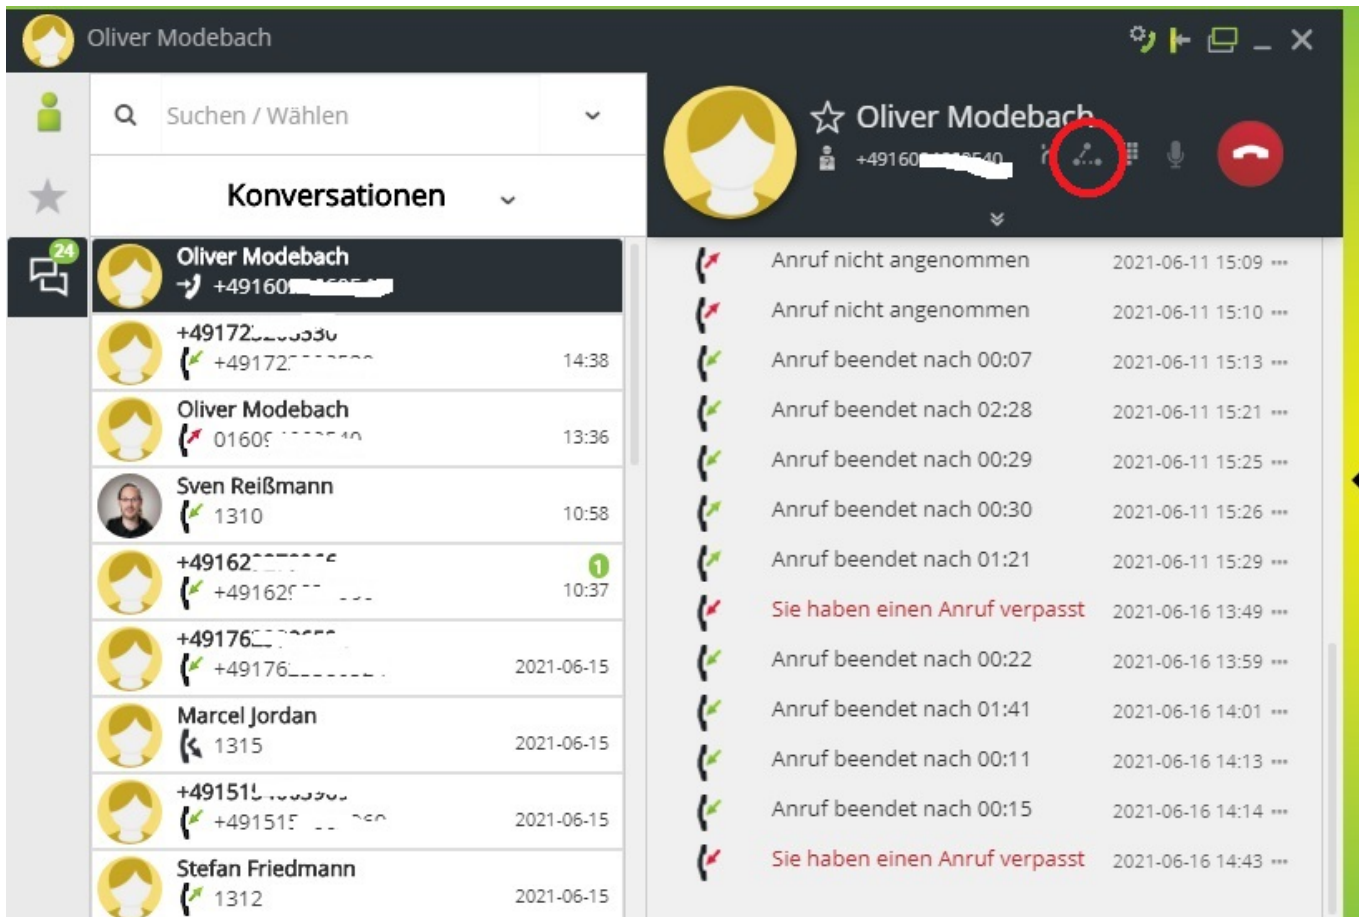 Oliver Modebach
Suchen / Wählen
Konversationen
24
Oliver Modebach
14:38
Oliver Modebach
13:36
Sven Reißmann
1310
10:58
1
10:37
2021-06-15
Marcel Jordan
1315
2021-06-15
2021-06-15
Stefan Friedmann
1312
2021-06-15
Oliver Modebach
Anruf nicht angenommen 2021-06-11 15:09
Anruf nicht angenommen 2021-06-11 15:10
Anruf beendet nach 00:07 2021-06-11 15:13
Anruf beendet nach 02:28 2021-06-11 15:21
Anruf beendet nach 00:29 2021-06-11 15:25
Anruf beendet nach 00:30 2021-06-11 15:26
Anruf beendet nach 01:21 2021-06-11 15:29
Sie haben einen Anruf verpasst 2021-06-16 13:49
Anruf beendet nach 00:22 2021-06-16 13:59
Anruf beendet nach 01:41 2021-06-16 14:01
Anruf beendet nach 00:11 2021-06-16 14:13
Anruf beendet nach 00:15 2021-06-16 14:14
Sie haben einen Anruf verpasst 2021-06-16 14:43